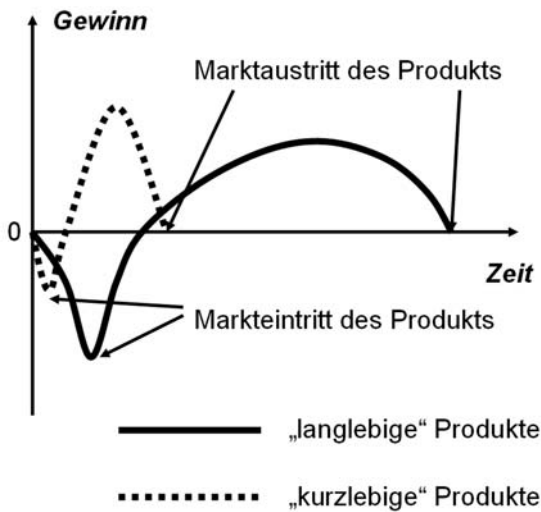 Gewinn
Marktaustritt des Produkts
0
Zeit
Markteintritt des Produkts
„langlebige“ Produkte
„kurzlebige“ Produkte